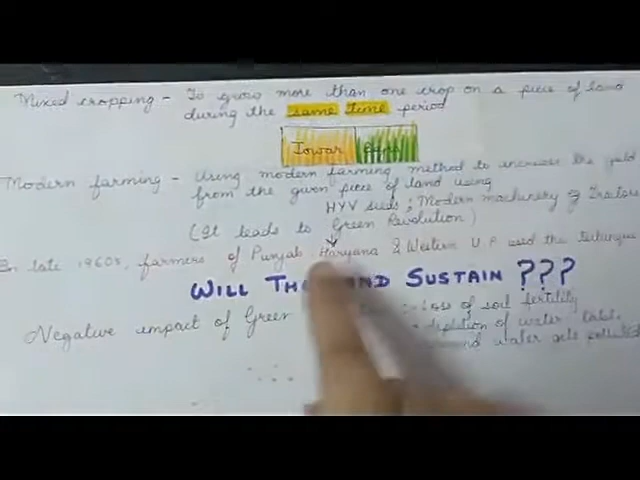 Mixed cropping - To grow more than one crop on a piece of land
during the same time period
Jowar
Modern farming - Using modern farming method to increase the yield
from the given piece of land using
HYV seeds; Modern machinery eg Tractors
(It leads to Green Revolution)
In late 1960s, farmers of Punjab Haryana & Western U.P used the technique
WILL SUSTAIN ???
Negative impact of Green loss of soil fertility
depletion of water
water gets polluted